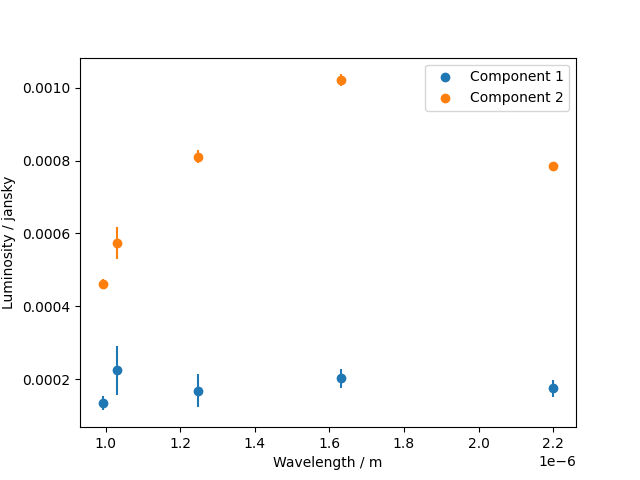 Component 1
Component 2
0.0010
0.0008
0.0006
0.0004
0.0002
Luminosity / jansky
1.0 1.2 1.4 1.6 1.8 2.0 2.2
1e−6
Wavelength / m